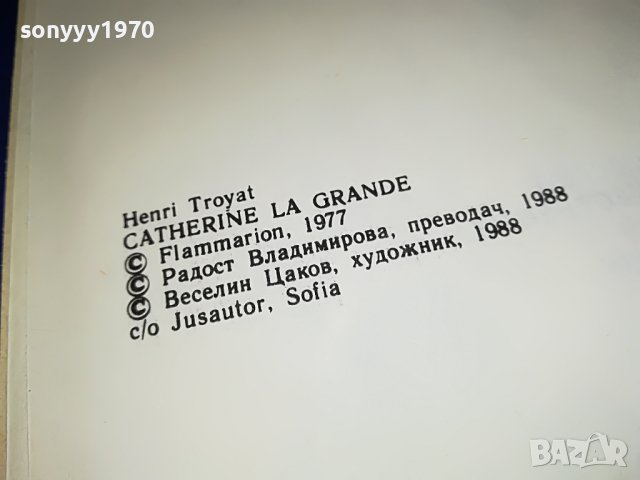 sonyyy1970
Henri Troyat
CATHERINE LA GRANDE
© Flammarion, 1977
© Радост Владимирова, преводач, 1988
© Веселин Цаков, художник, 1988
c/o Jusautor, Sofia
BAZAR